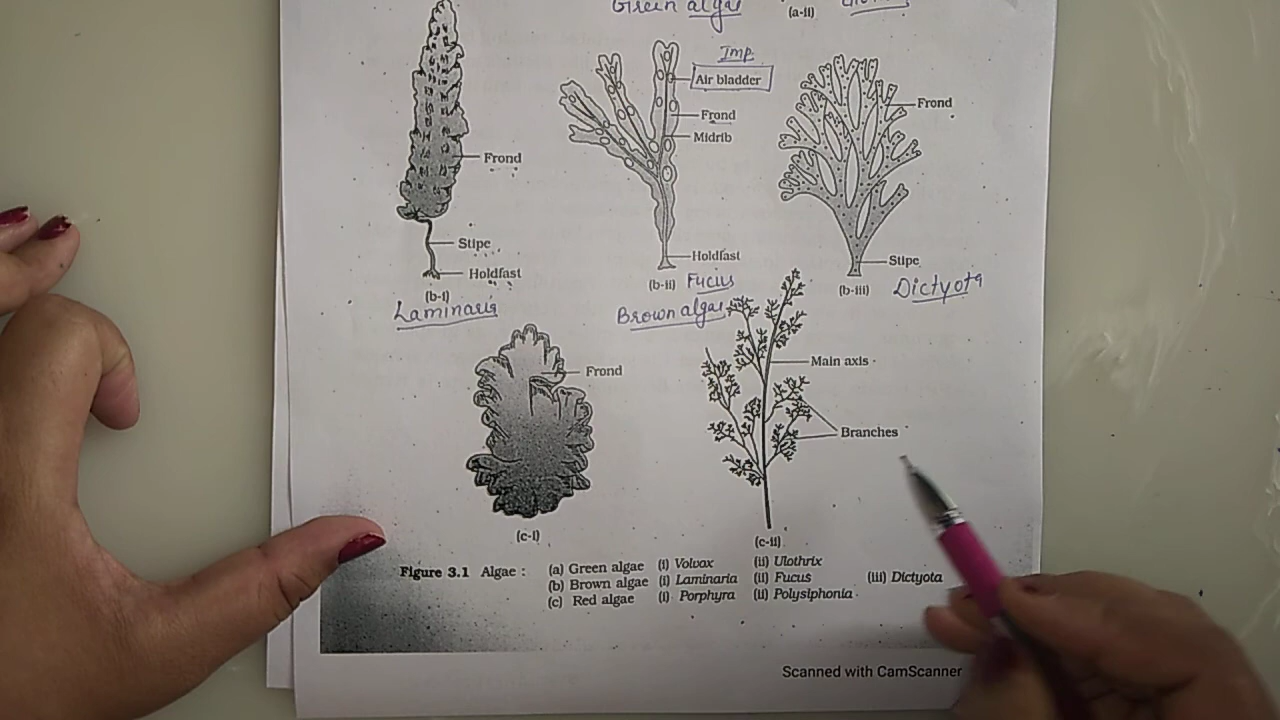 Green algae
(a-ii)
Imp.
Air bladder
Frond
Frond
Midrib
Frond
Stipe
Holdfast
Stipe
Holdfast
(b-i)
(b-ii) Fucus
(b-iii)
Dictyota
Laminaria
Brown algae
Main axis
Frond
Branches
(c-i)
(c-ii)
Figure 3.1 Algae : (a) Green algae (i) Volvox (ii) Ulothrix
(b) Brown algae (i) Laminaria (ii) Fucus (iii) Dictyota
(c) Red algae (i) Porphyra (ii) Polysiphonia
Scanned with CamScanner